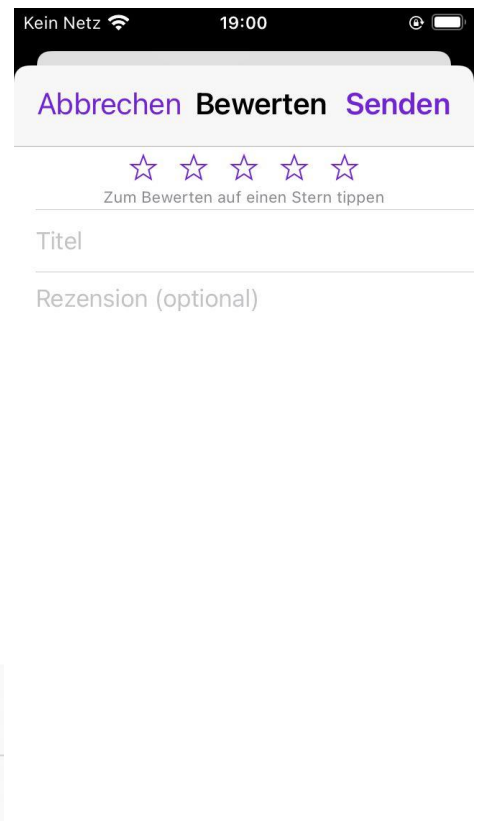 Kein Netz 19:00
Abbrechen Bewerten Senden
Zum Bewerten auf einen Stern tippen
Titel
Rezension (optional)